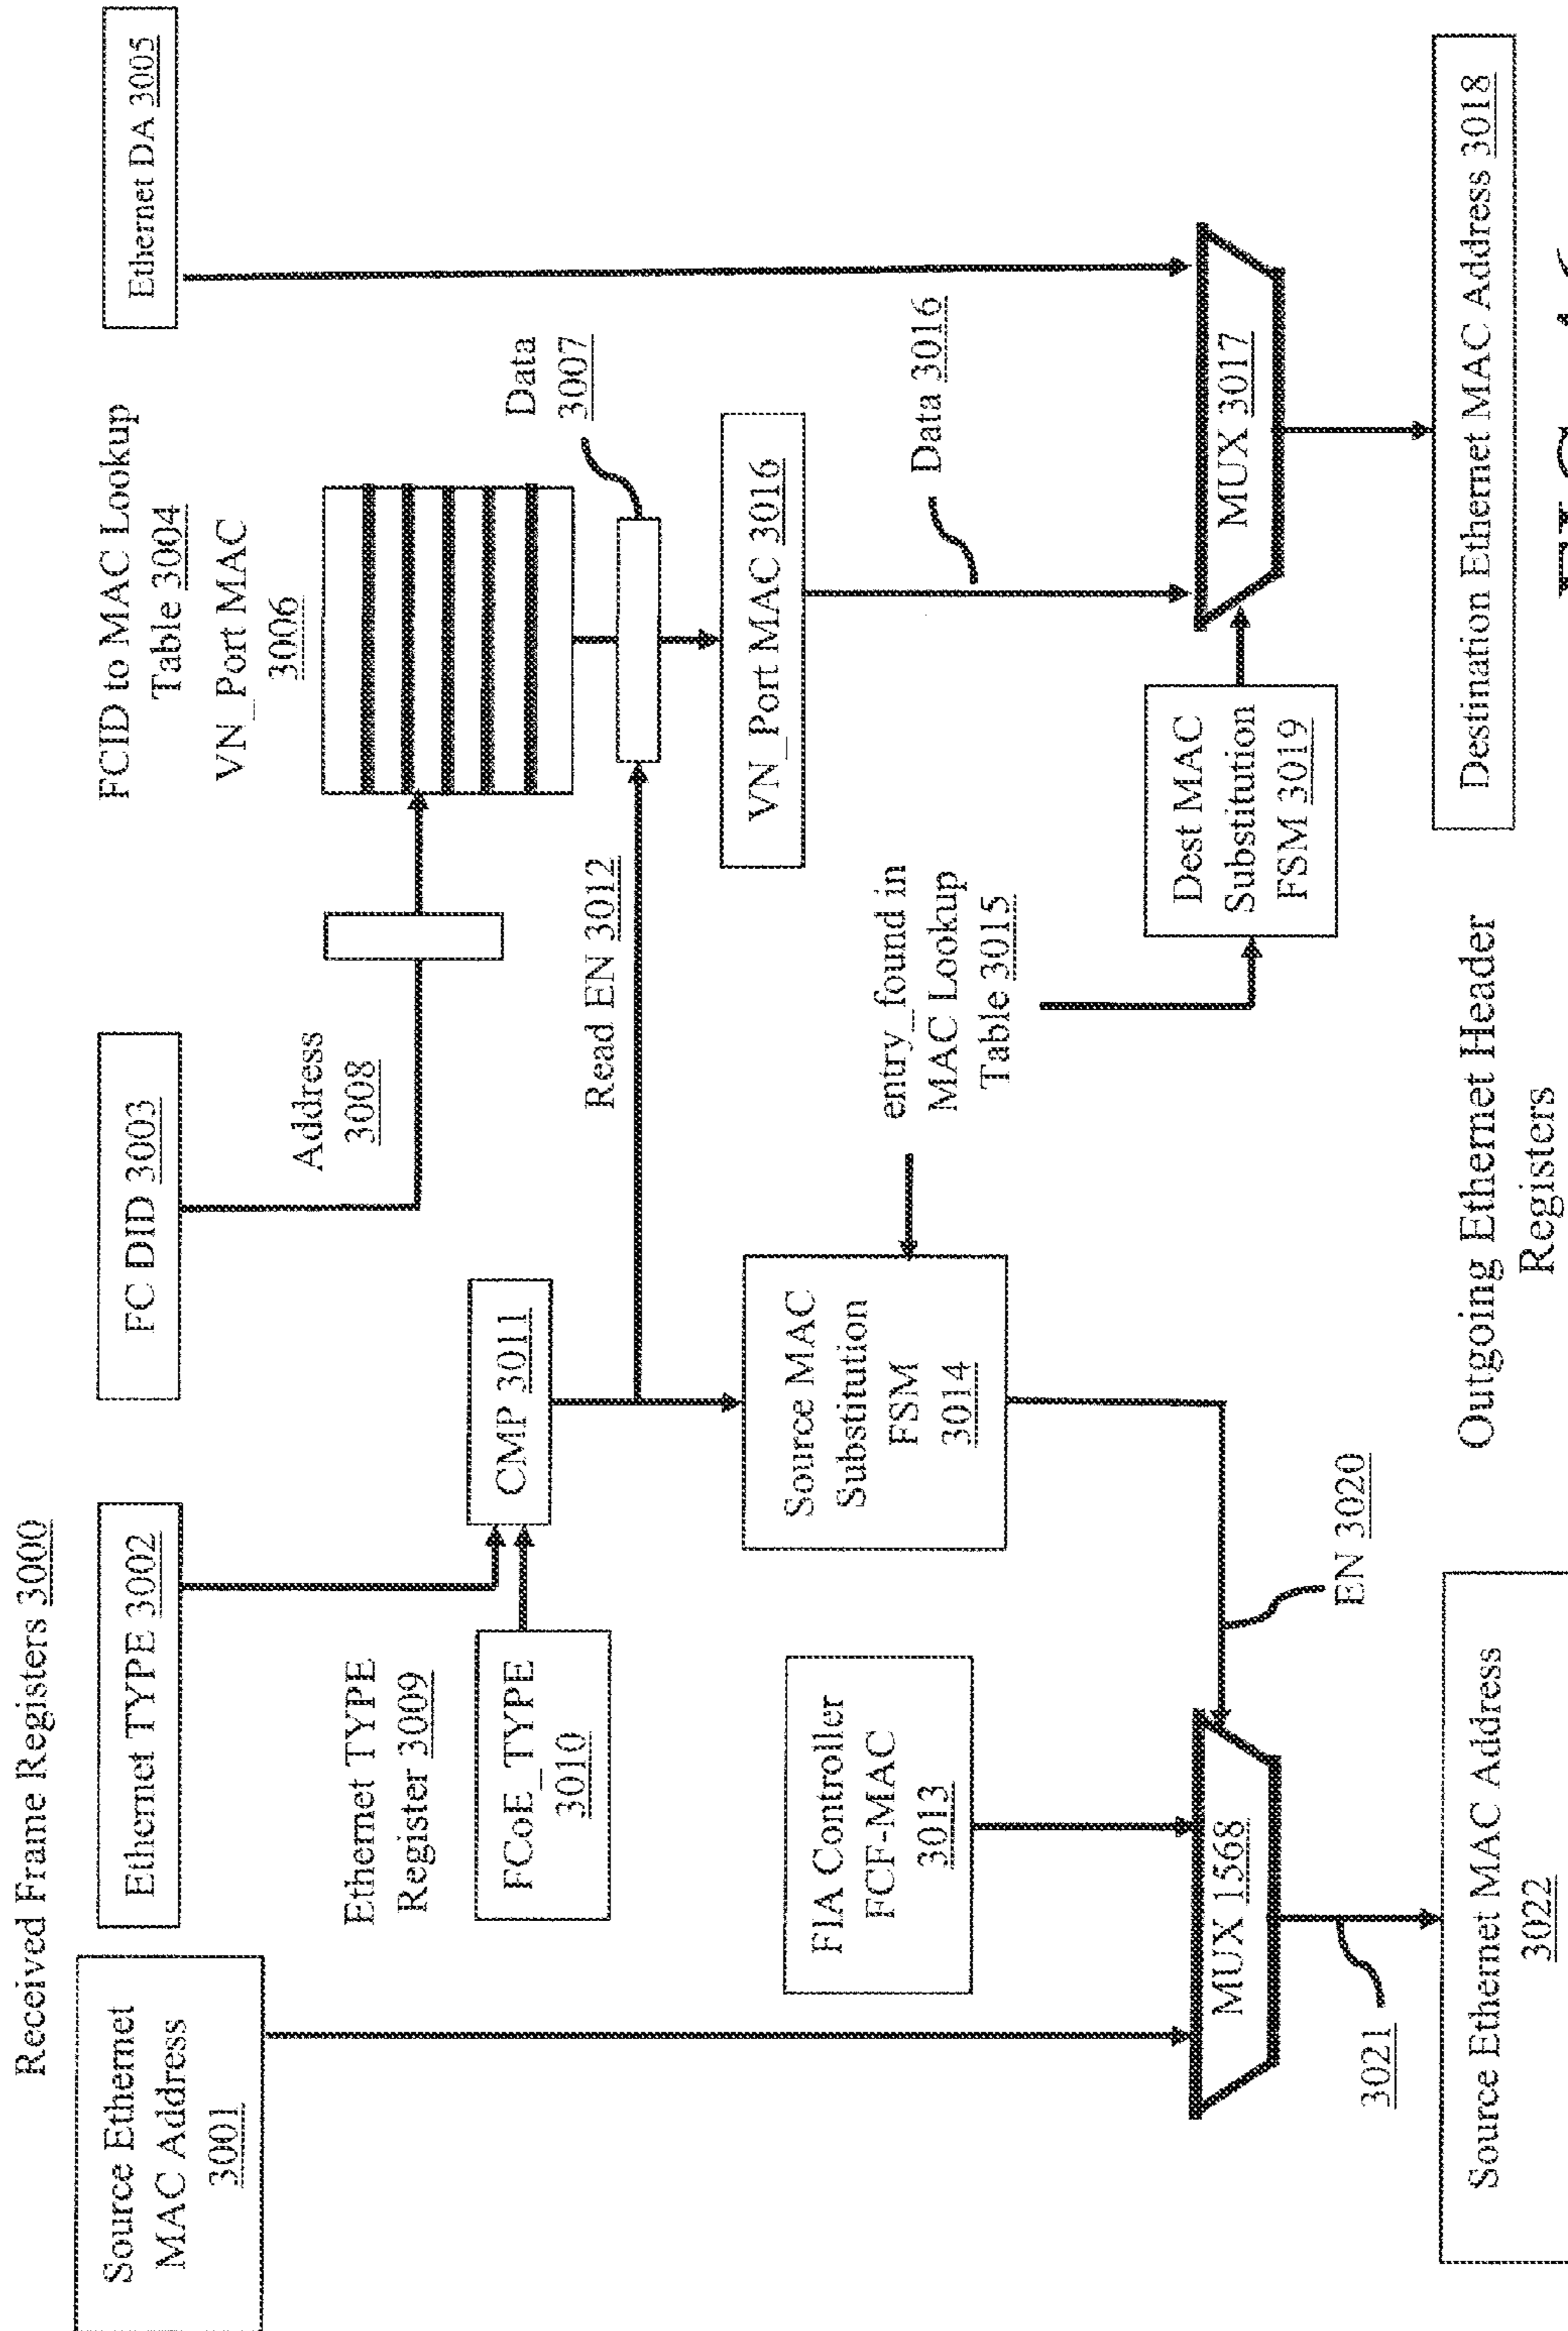 Received Frame Registers 3000
Source Ethernet
MAC Address
3001
Ethernet TYPE 3002
FC DID 3003
FCID to MAC Lookup
Table 3004
VN_Port MAC
3006
Ethernet DA 3005
Address
3008
Ethernet TYPE
Register 3009
FCoE_TYPE
3010
CMP 3011
Read EN 3012
Data
3007
VN_Port MAC 3016
FIA Controller
FCF-MAC
3013
Source MAC
Substitution
FSM
3014
entry_found in
MAC Lookup
Table 3015
Data 3016
Dest MAC
Substitution
FSM 3019
MUX 1568
MUX 3017
EN 3020
3021
Source Ethernet MAC Address
3022
Outgoing Ethernet Header
Registers
Destination Ethernet MAC Address 3018